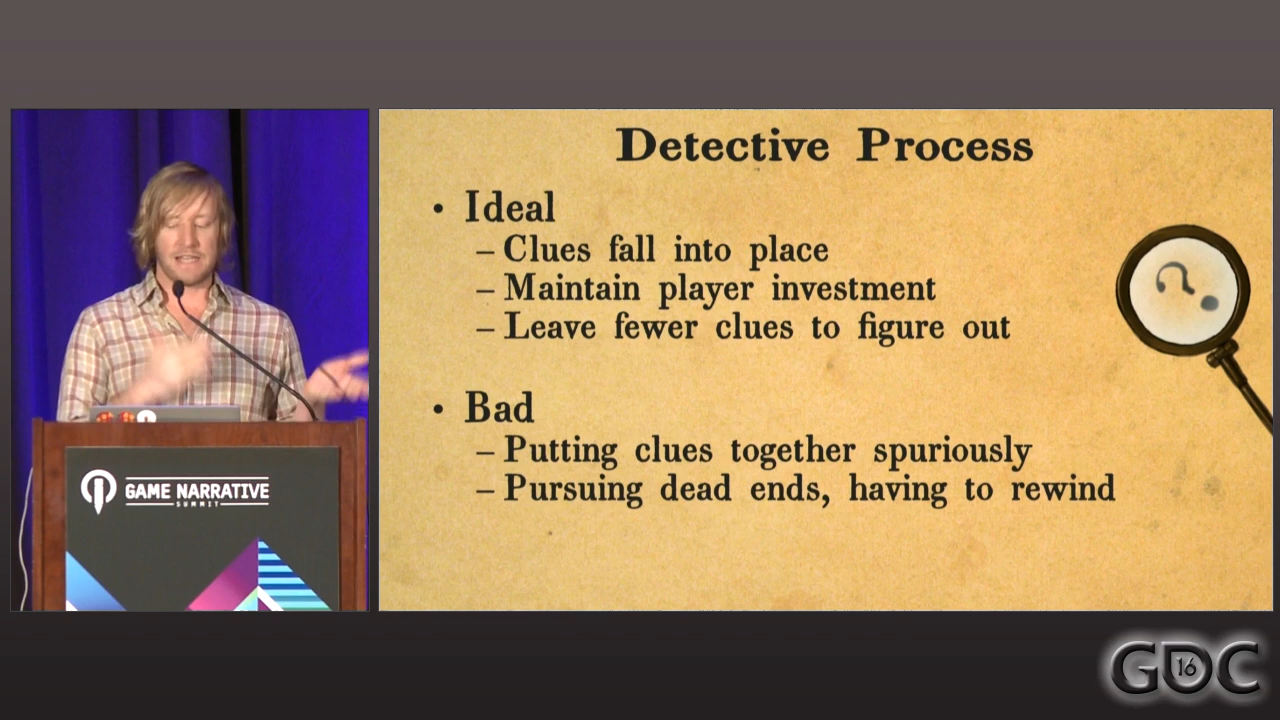 Detective Process
• Ideal
– Clues fall into place
– Maintain player investment
– Leave fewer clues to figure out
• Bad
– Putting clues together spuriously
– Pursuing dead ends, having to rewind
?
GAME NARRATIVE
SUMMIT
GDC
16